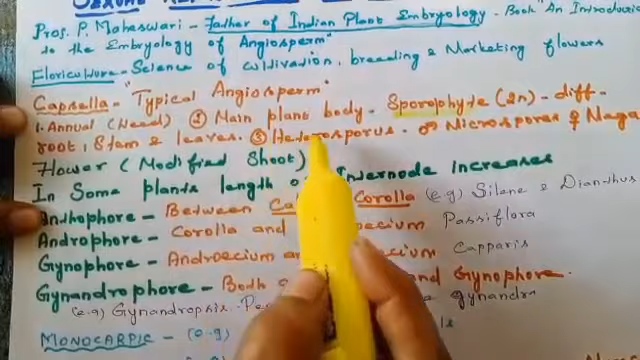 Prof. P. Maheswari - Father of Indian Plant Embryology - Book "An Introduction
to the Embryology of Angiosperm"
Floriculture - Science of cultivation, breeding & Marketing flowers
Capsella - "Typical Angiosperm"
1. Annual (Head) ② Main plant body - Sporophyte (2n) - diff-
root, Stem & leaves. ③ Heterosporus - ♂ Microspores ♀ Mega
Flower (Modified Shoot)
In Some plants length of Internode increases
Anthophore - Between Corolla (e.g) Silane & Dianthus
Androphore - Corolla and Passiflora
Gynophore - Androecium Capparis
Gynandrophore - Both and Gynophore.
(e.g) Gynandropsis. gynandra
MONOCARPIC - (e.g)